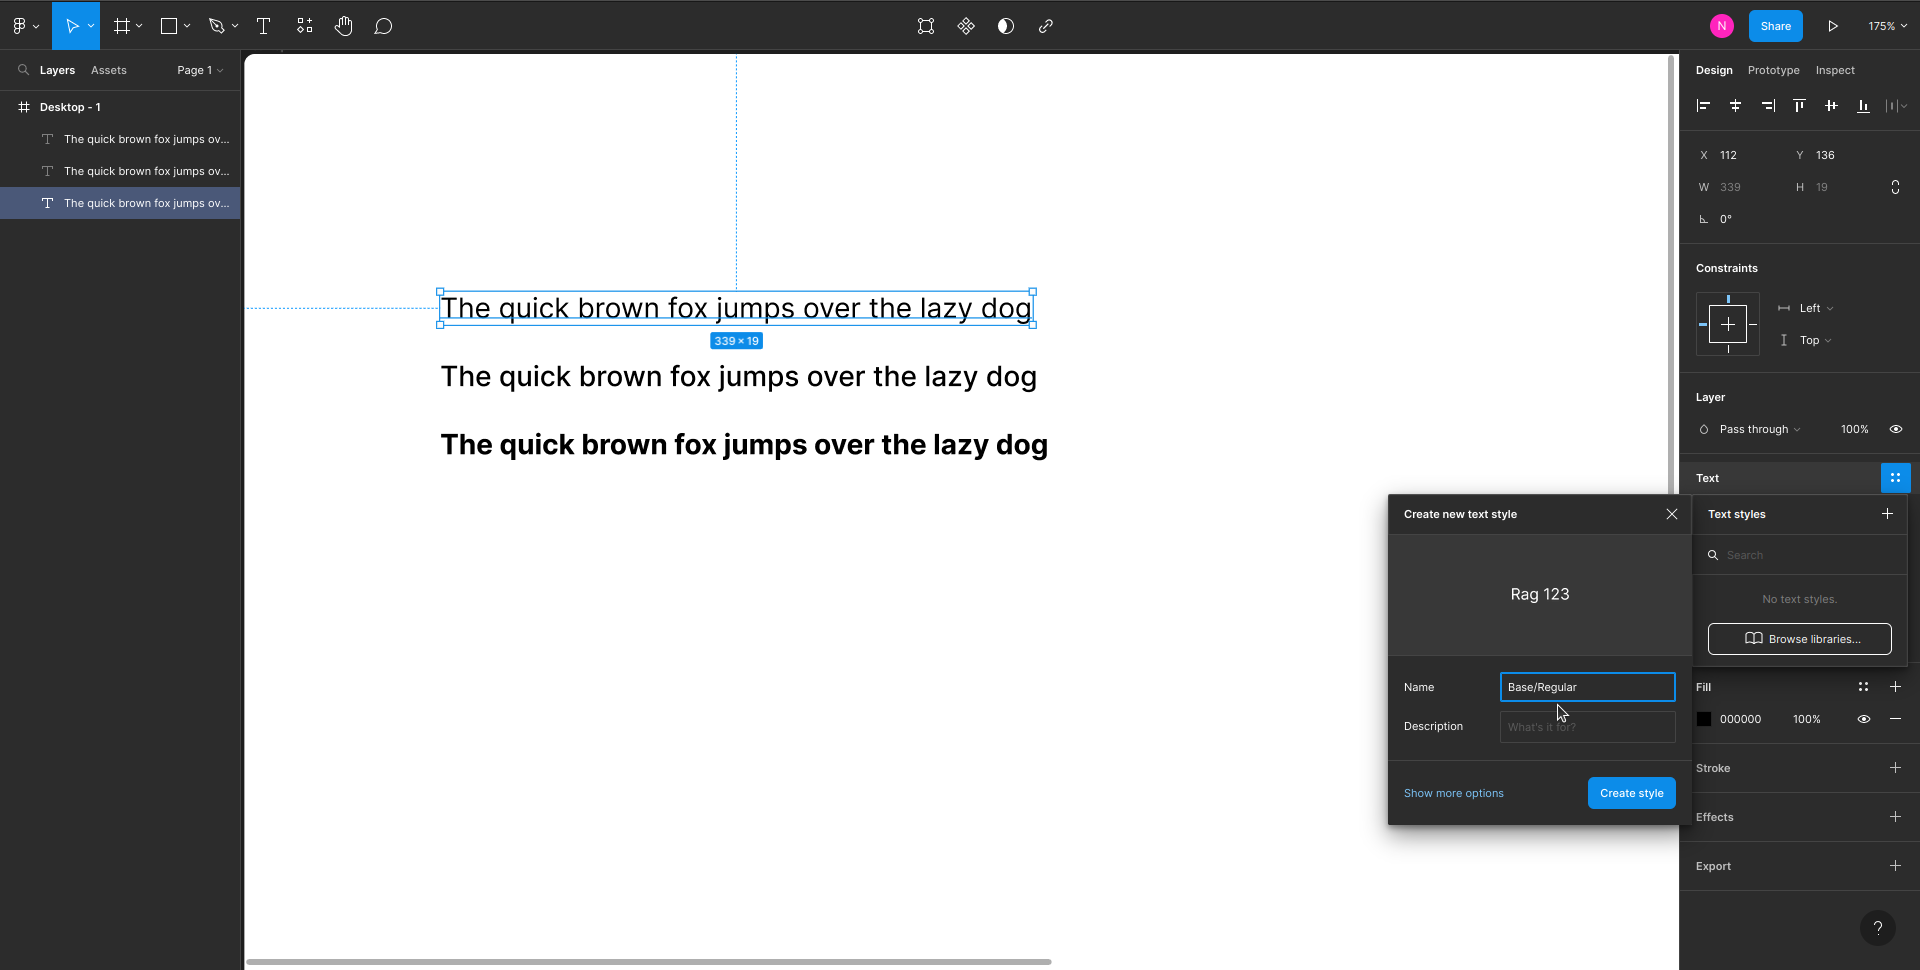 N
Share
175%
Layers
Assets
Page 1
Desktop - 1
The quick brown fox jumps ov...
The quick brown fox jumps ov...
The quick brown fox jumps ov...
The quick brown fox jumps over the lazy dog
339 × 19
The quick brown fox jumps over the lazy dog
The quick brown fox jumps over the lazy dog
Design
Prototype
Inspect
X 112
Y 136
W 339
H 19
0°
Constraints
Left
Top
Layer
Pass through
100%
Text
Create new text style
Rag 123
Name
Base/Regular
Description
What's it for?
Show more options
Create style
Text styles
Search
No text styles.
Browse libraries...
Fill
000000
100%
Stroke
Effects
Export
?